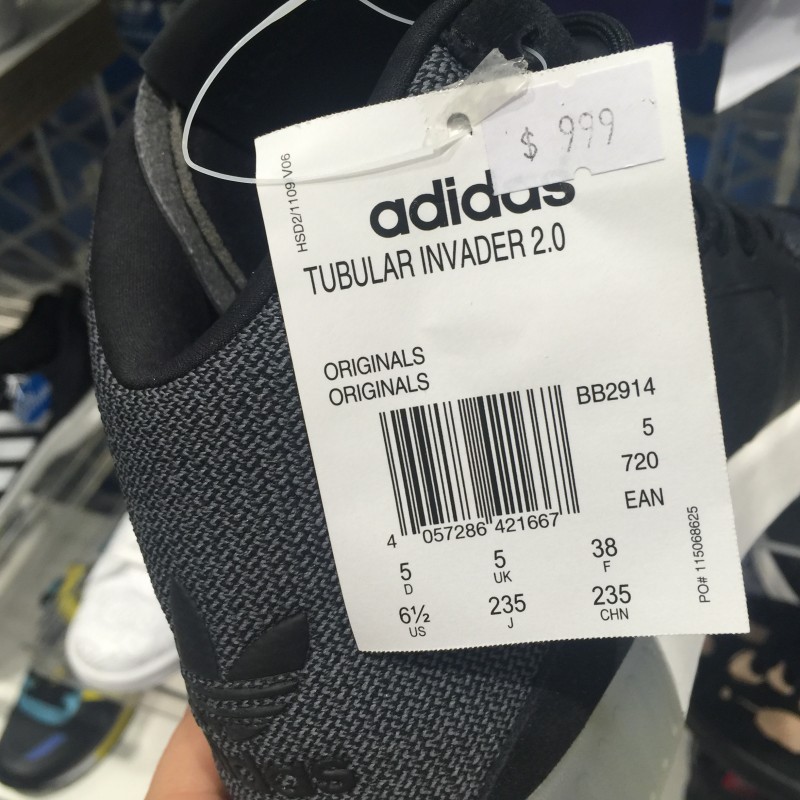 $ 999
HSD2/1109 V06
adidas
TUBULAR INVADER 2.0
ORIGINALS
ORIGINALS
BB2914
5
720
EAN
4 057286 421667
5 5 38
D UK F
6½ 235 235
US J CHN
PO# 115068625
adidas